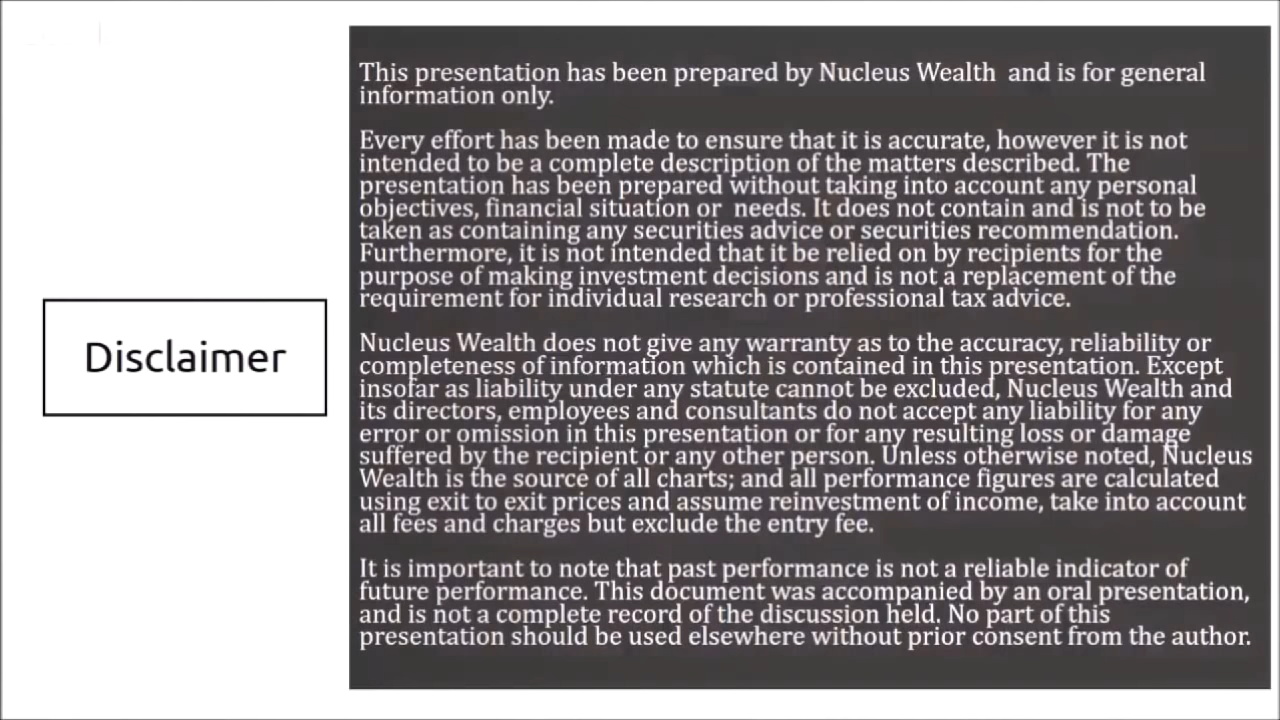 Disclaimer
This presentation has been prepared by Nucleus Wealth  and is for general
information only.
Every effort has been made to ensure that it is accurate, however it is not
intended to be a complete description of the matters described. The
presentation has been prepared without taking into account any personal
objectives, financial situation or  needs. It does not contain and is not to be
taken as containing any securities advice or securities recommendation.
Furthermore, it is not intended that it be relied on by recipients for the
purpose of making investment decisions and is not a replacement of the
requirement for individual research or professional tax advice.
Nucleus Wealth does not give any warranty as to the accuracy, reliability or
completeness of information which is contained in this presentation. Except
insofar as liability under any statute cannot be excluded, Nucleus Wealth and
its directors, employees and consultants do not accept any liability for any
error or omission in this presentation or for any resulting loss or damage
suffered by the recipient or any other person. Unless otherwise noted, Nucleus
Wealth is the source of all charts; and all performance figures are calculated
using exit to exit prices and assume reinvestment of income, take into account
all fees and charges but exclude the entry fee.
It is important to note that past performance is not a reliable indicator of
future performance. This document was accompanied by an oral presentation,
and is not a complete record of the discussion held. No part of this
presentation should be used elsewhere without prior consent from the author.